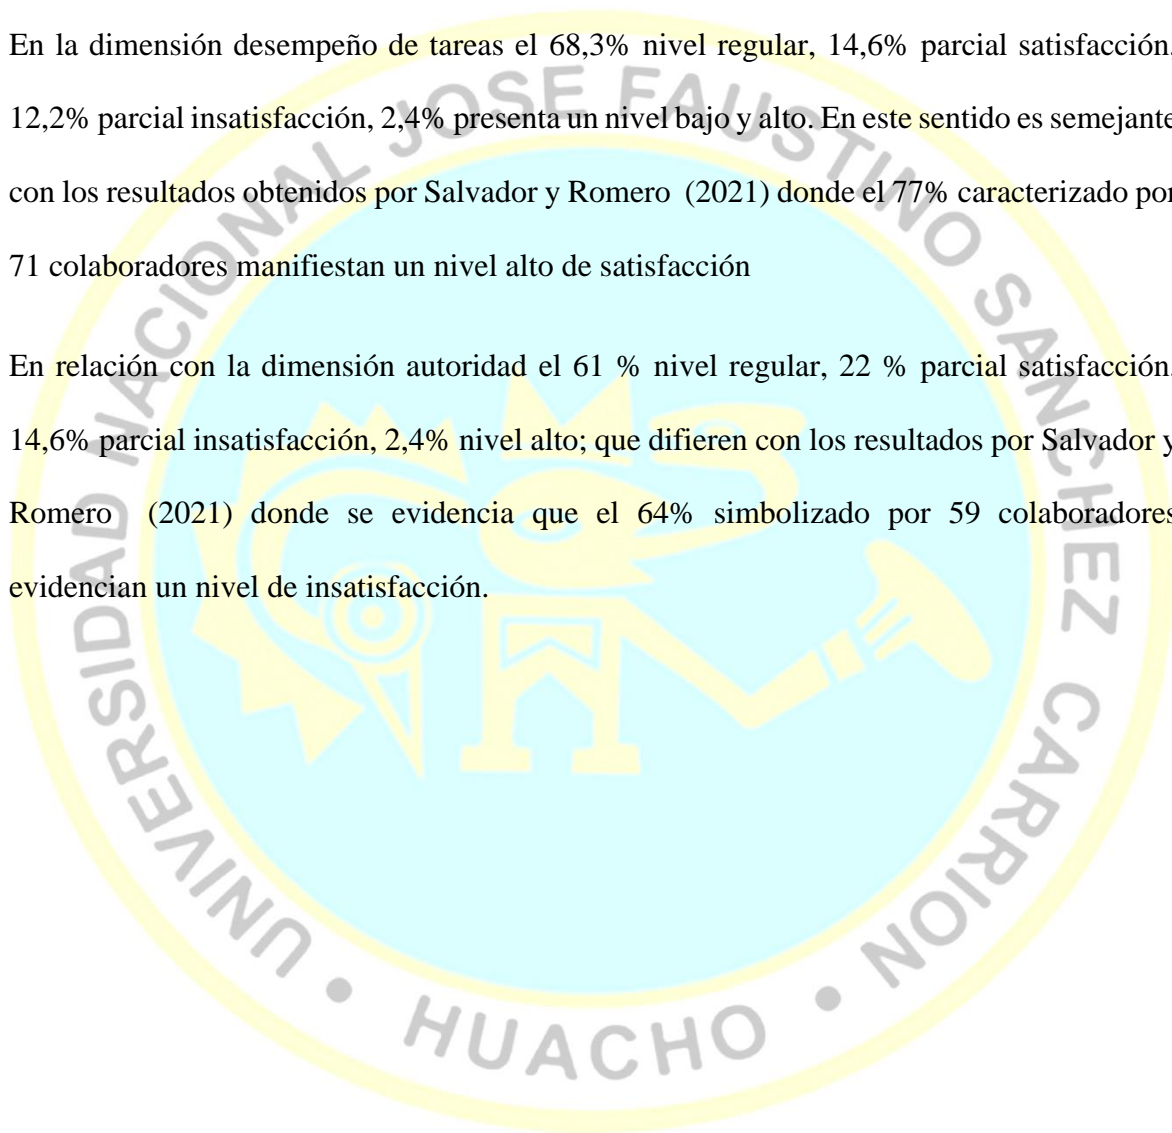 En la dimensión desempeño de tareas el 68,3% nivel regular, 14,6% parcial satisfacción,
12,2% parcial insatisfacción, 2,4% presenta un nivel bajo y alto. En este sentido es semejante
con los resultados obtenidos por Salvador y Romero (2021) donde el 77% caracterizado por
71 colaboradores manifiestan un nivel alto de satisfacción
En relación con la dimensión autoridad el 61 % nivel regular, 22 % parcial satisfacción,
14,6% parcial insatisfacción, 2,4% nivel alto; que difieren con los resultados por Salvador y
Romero (2021) donde se evidencia que el 64% simbolizado por 59 colaboradores
evidencian un nivel de insatisfacción.
UNIVERSIDAD NACIONAL JOSE FAUSTINO SANCHEZ CARRION • HUACHO •